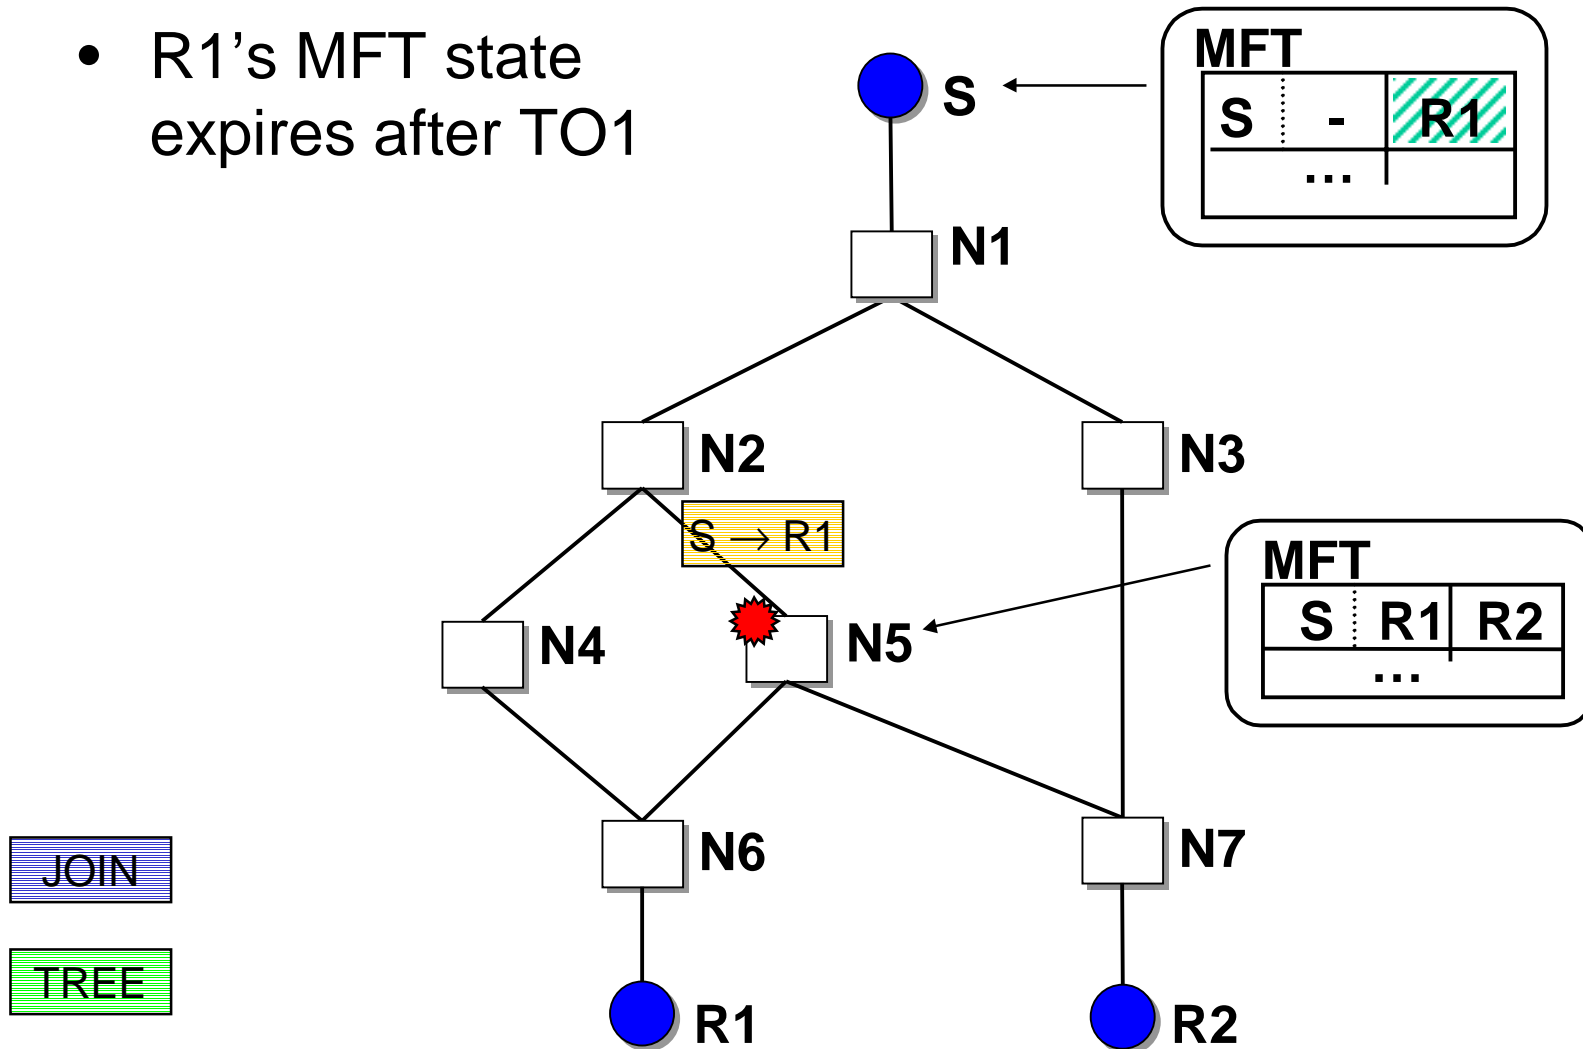 • R1’s MFT state
expires after TO1
S
MFT
S - R1
...
N1
N2
N3
S → R1
N4
N5
MFT
S R1 R2
...
N6
N7
JOIN
TREE
R1
R2